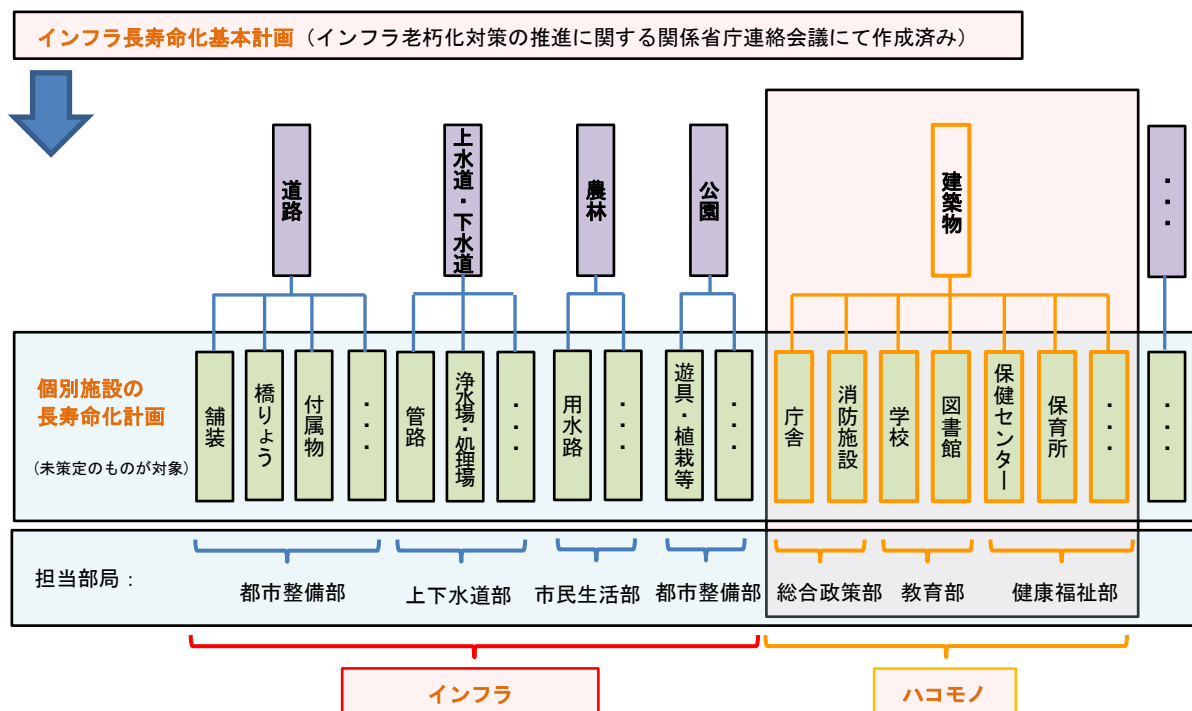 インフラ長寿命化基本計画（インフラ老朽化対策の推進に関する関係省庁連絡会議にて作成済み）
道路
上水道・下水道
農林
公園
建築物
・・・
個別施設の
長寿命化計画
（未策定のものが対象）
舗装
橋りょう
付属物
・・・
管路
浄水場・処理場
・・・
用水路
・・・
遊具・植栽等
・・・
庁舎
消防施設
学校
図書館
保健センター
保育所
・・・
・・・
担当部局：
都市整備部
上下水道部
市民生活部
都市整備部
総合政策部
教育部
健康福祉部
インフラ
ハコモノ